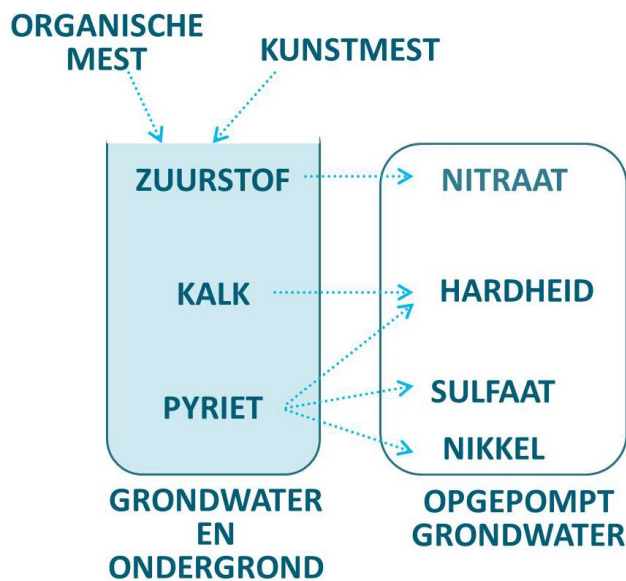 ORGANISCHE
MEST
KUNSTMEST
ZUURSTOF
NITRAAT
KALK
HARDHEID
PYRIET
SULFAAT
NIKKEL
GRONDWATER
EN
ONDERGROND
OPGEPOMPT
GRONDWATER